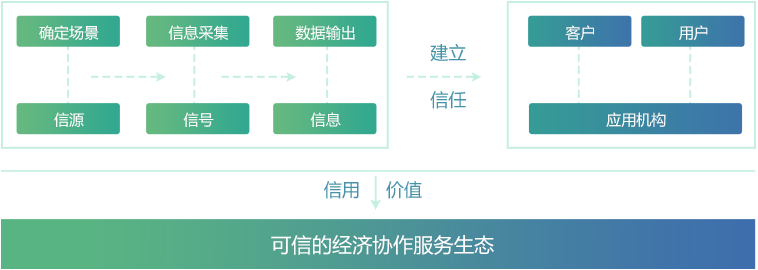 确定场景
信息采集
数据输出
信源
信号
信息
建立
信任
客户
用户
应用机构
信用
价值
可信的经济协作服务生态